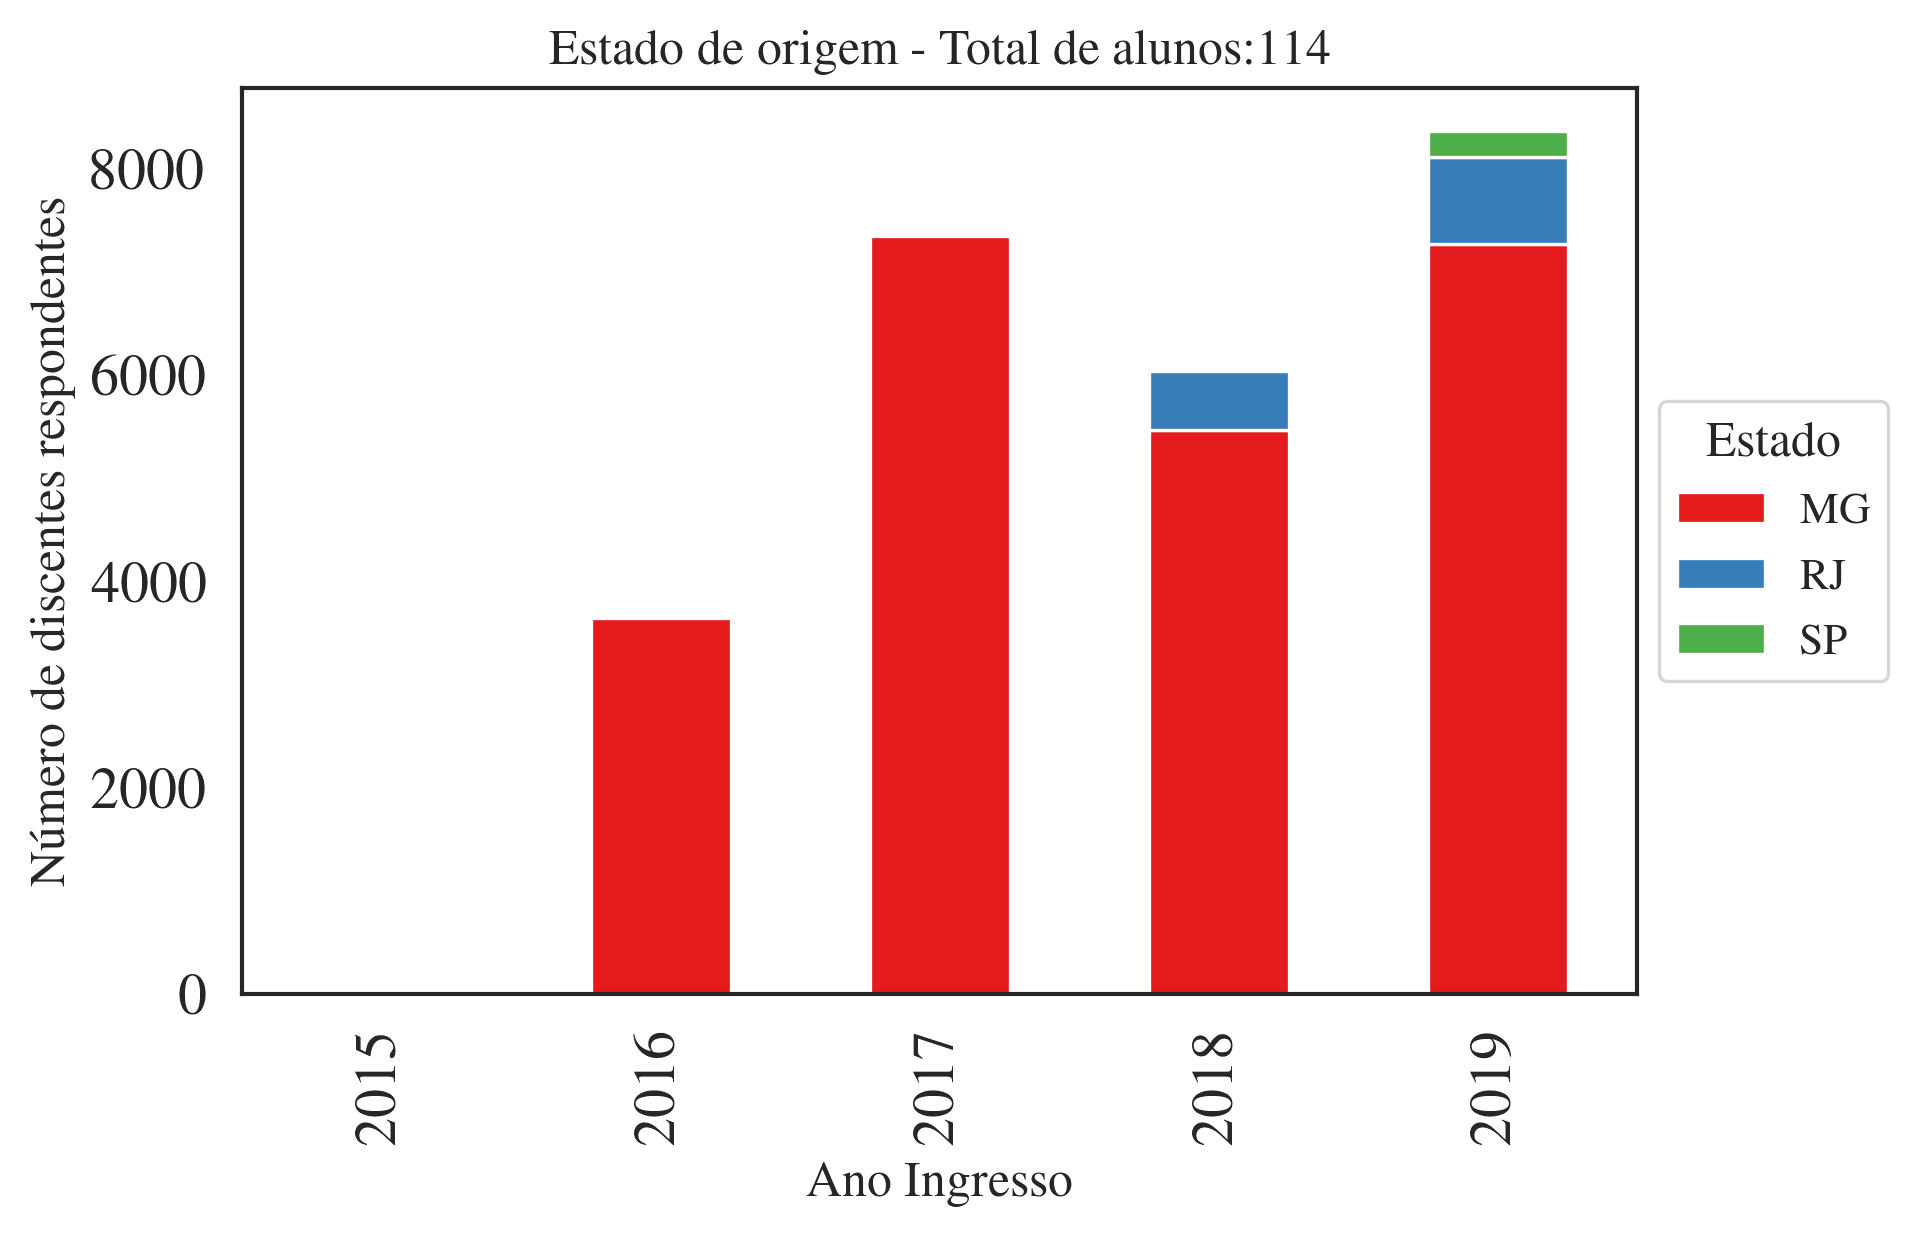 Estado de origem - Total de alunos:114
Número de discentes respondentes
8000
6000
4000
2000
0
2015
2016
2017
2018
2019
Ano Ingresso
Estado
MG
RJ
SP